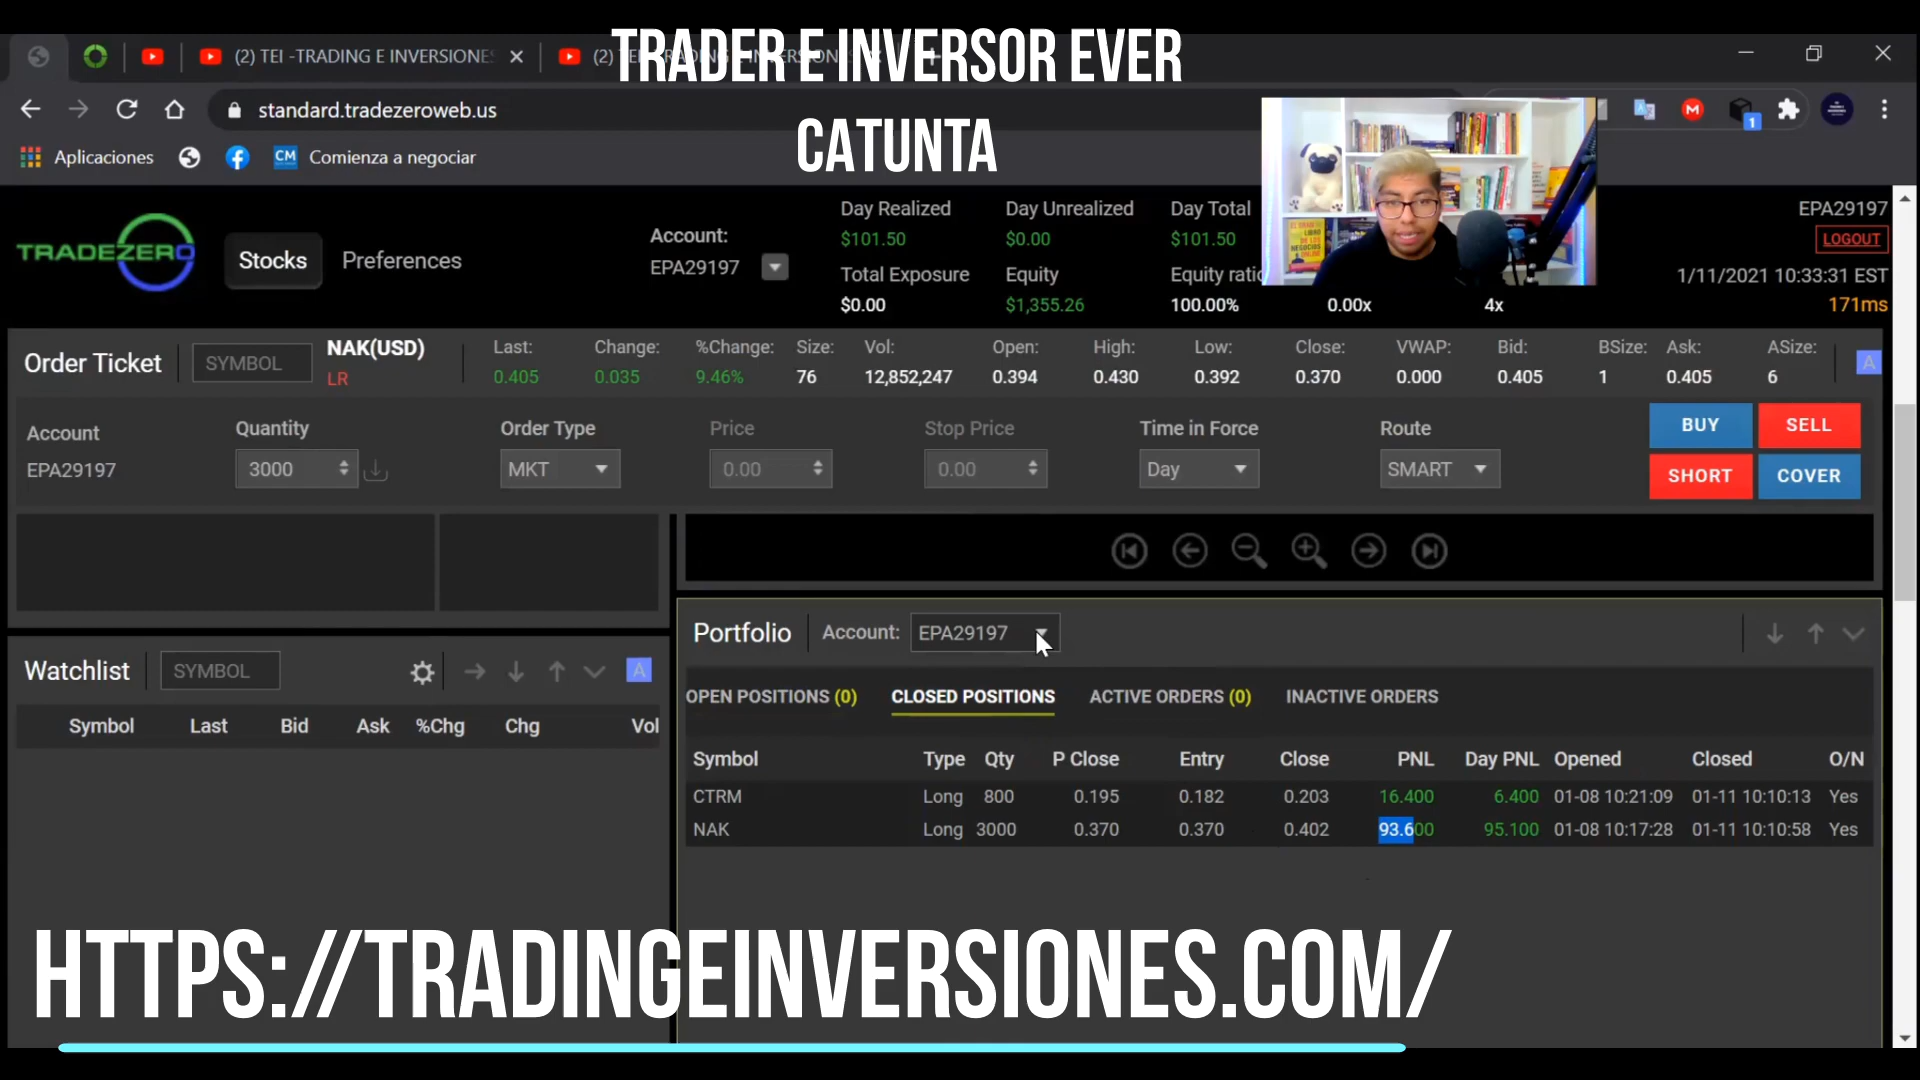 TRADER E INVERSOR EVER
CATUNTA
(2) TEI -TRADING E INVERSIONES
(2)
standard.tradezeroweb.us
M
1
Aplicaciones
CM
Comienza a negociar
TRADEZERO
Stocks
Preferences
Account:
EPA29197
Day Realized
$101.50
Day Unrealized
$0.00
Day Total
$101.50
Total Exposure
$0.00
Equity
$1,355.26
Equity ratio
100.00%
0.00x
4x
EPA29197
LOGOUT
1/11/2021 10:33:31 EST
171ms
Order Ticket
SYMBOL
NAK(USD)
LR
Last: Change: %Change: Size: Vol: Open: High: Low: Close: VWAP: Bid: BSize: Ask: ASize:
0.405 0.035 9.46% 76 12,852,247 0.394 0.430 0.392 0.370 0.000 0.405 1 0.405 6
A
Account Quantity Order Type Price Stop Price Time in Force Route
EPA29197 3000 MKT 0.00 0.00 Day SMART
BUY SELL
SHORT COVER
Watchlist SYMBOL A
Symbol Last Bid Ask %Chg Chg Vol
Portfolio Account: EPA29197
OPEN POSITIONS (0) CLOSED POSITIONS ACTIVE ORDERS (0) INACTIVE ORDERS
Symbol Type Qty P Close Entry Close PNL Day PNL Opened Closed O/N
CTRM Long 800 0.195 0.182 0.203 16.400 6.400 01-08 10:21:09 01-11 10:10:13 Yes
NAK Long 3000 0.370 0.370 0.402 93.600 95.100 01-08 10:17:28 01-11 10:10:58 Yes
HTTPS://TRADINGEINVERSIONES.COM/